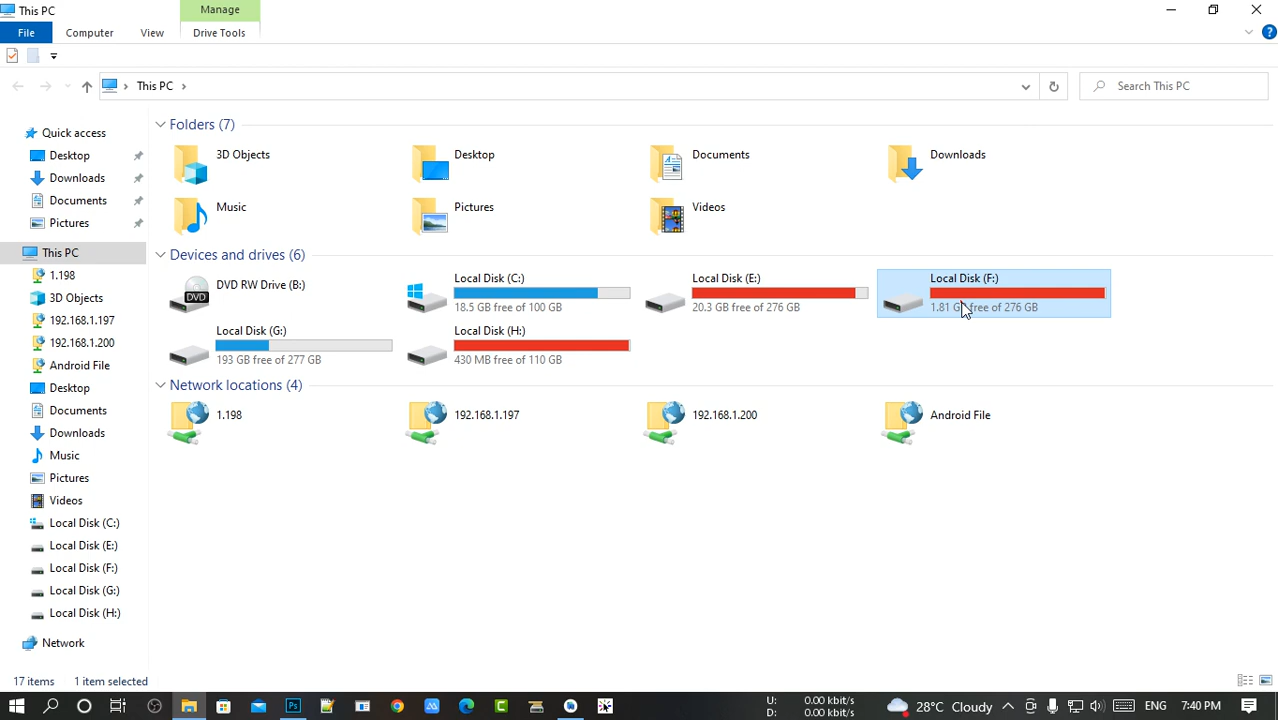 This PC
Manage
File
Computer
View
Drive Tools
This PC
Search This PC
Quick access
Desktop
Downloads
Documents
Pictures
This PC
1.198
3D Objects
192.168.1.197
192.168.1.200
Android File
Desktop
Documents
Downloads
Music
Pictures
Videos
Local Disk (C:)
Local Disk (E:)
Local Disk (F:)
Local Disk (G:)
Local Disk (H:)
Network
Folders (7)
3D Objects
Desktop
Documents
Downloads
Music
Pictures
Videos
Devices and drives (6)
DVD RW Drive (B:)
DVD
Local Disk (C:)
18.5 GB free of 100 GB
Local Disk (E:)
20.3 GB free of 276 GB
Local Disk (F:)
1.81 GB free of 276 GB
Local Disk (G:)
193 GB free of 277 GB
Local Disk (H:)
430 MB free of 110 GB
Network locations (4)
1.198
192.168.1.197
192.168.1.200
Android File
17 items
1 item selected
Ps
U: 0.00 kbit/s
D: 0.00 kbit/s
28°C Cloudy
ENG
7:40 PM